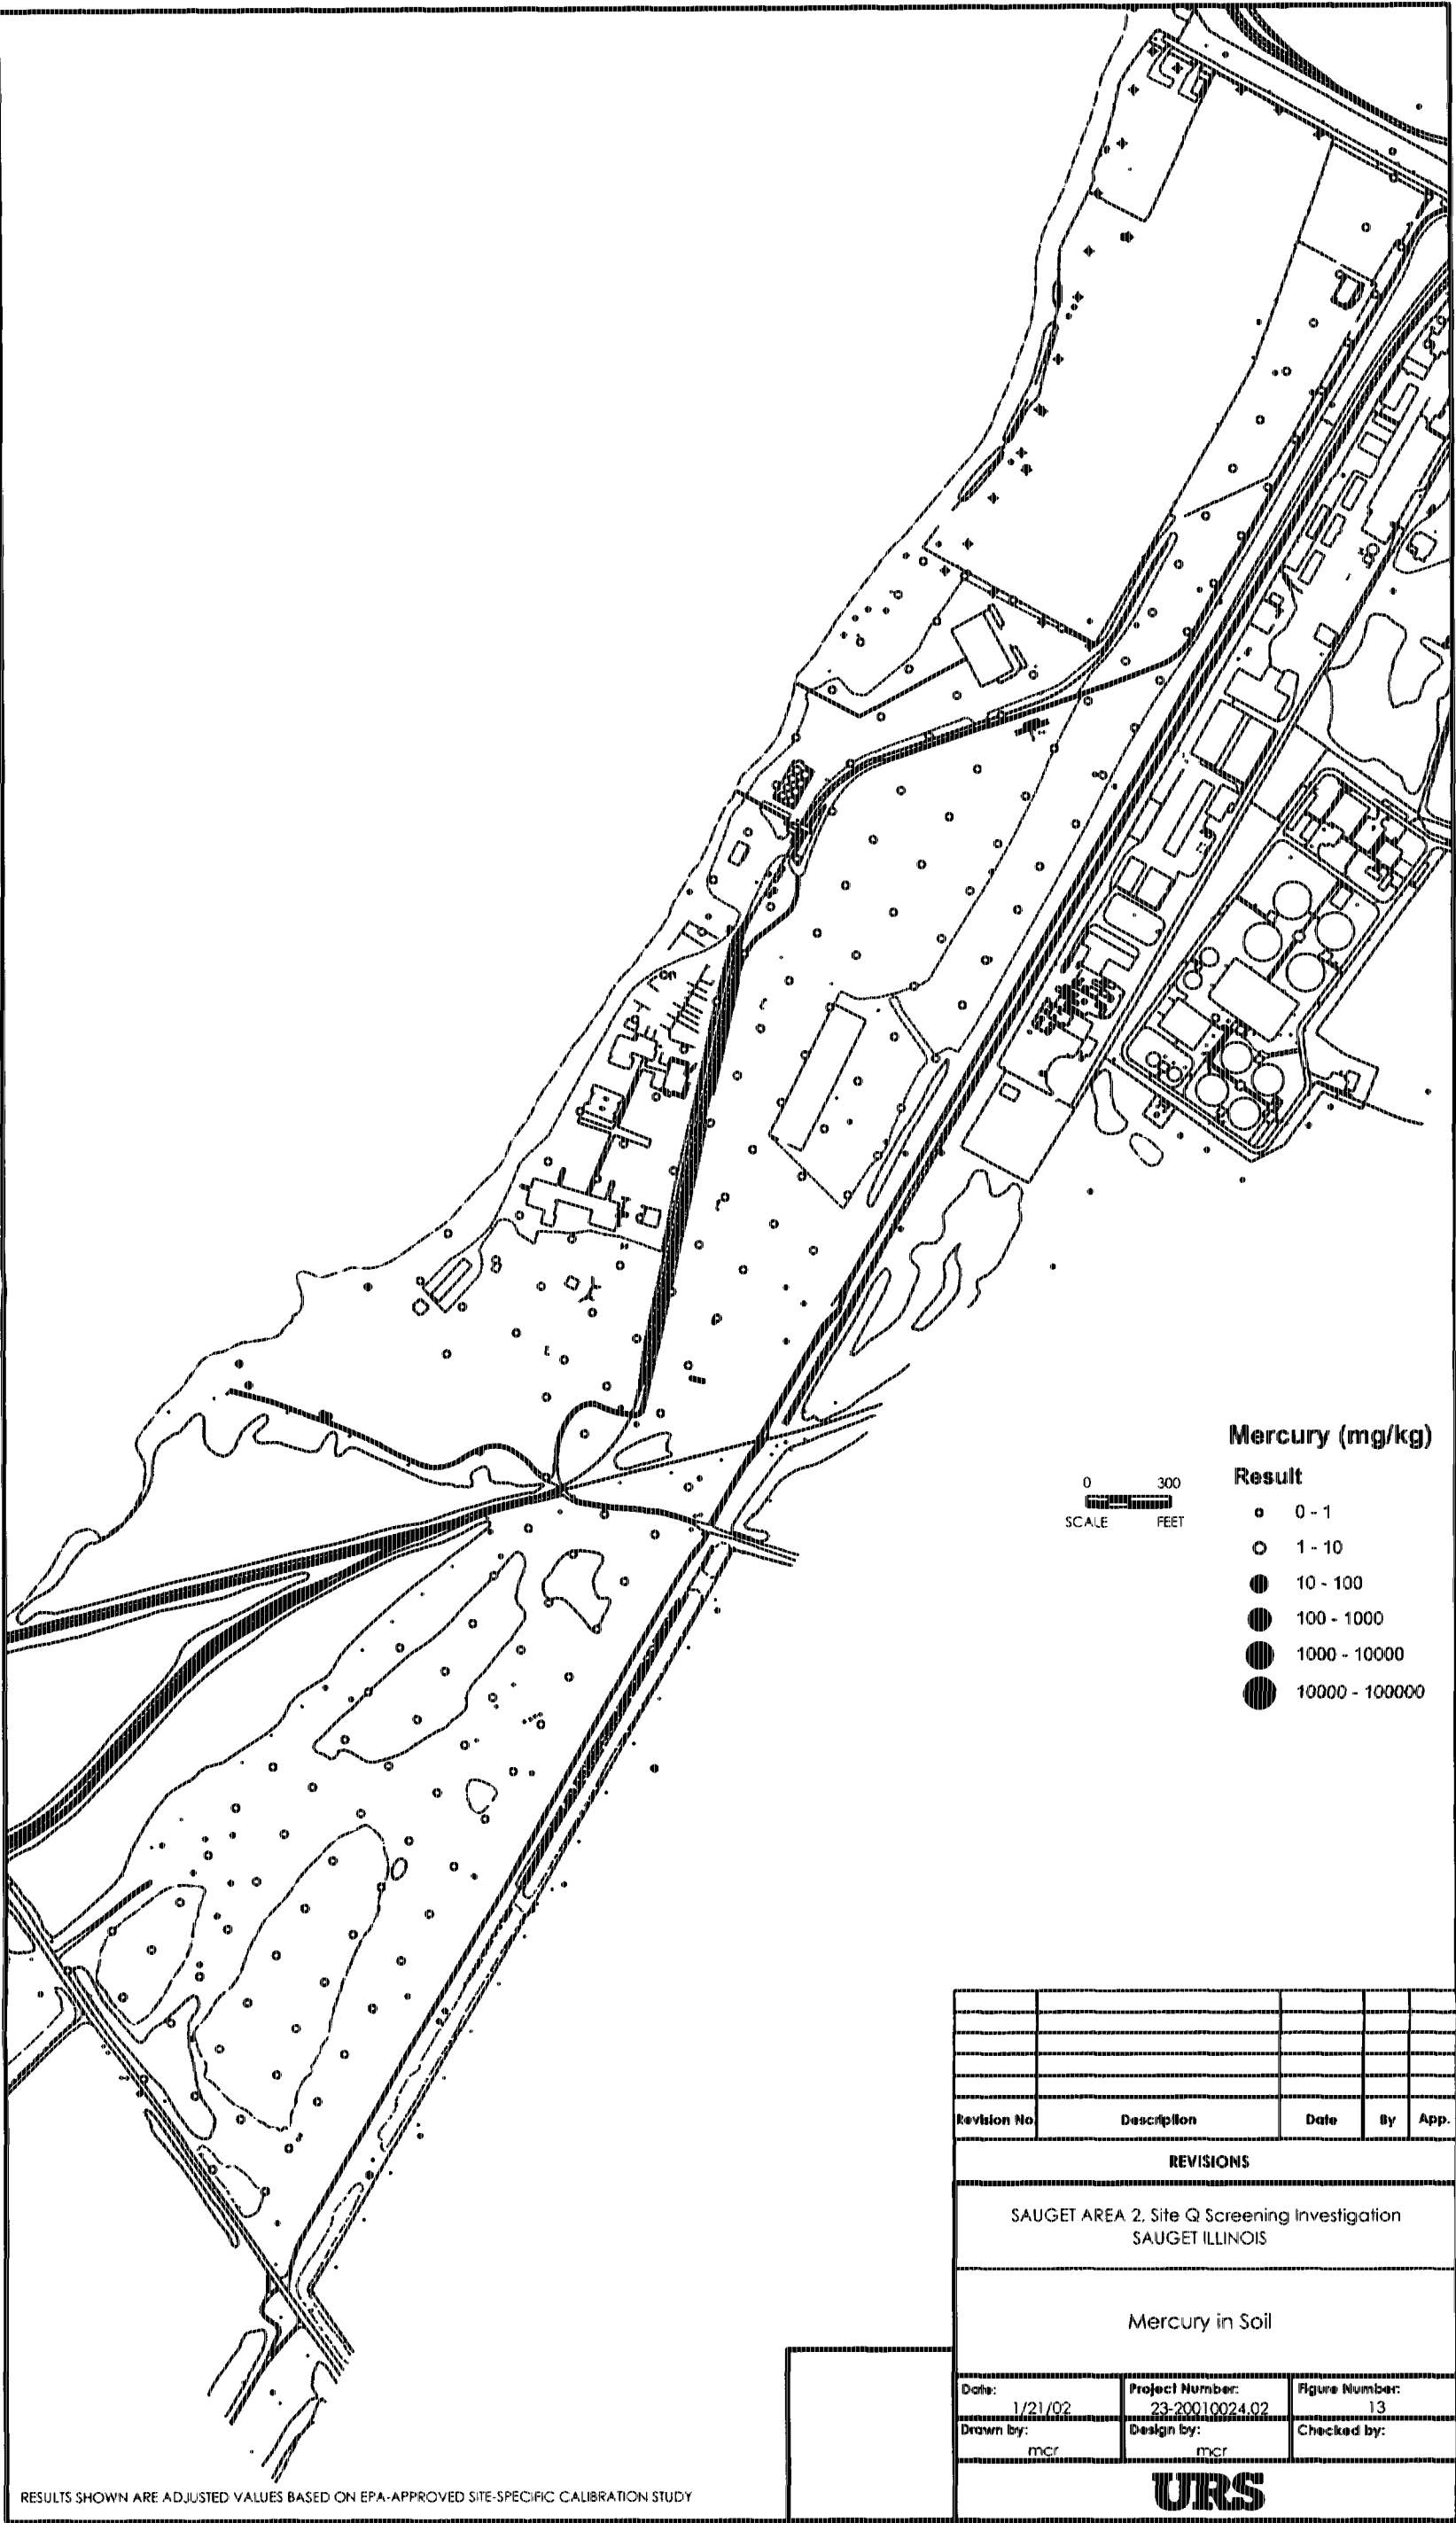 Mercury (mg/kg)
Result
0 - 1
1 - 10
10 - 100
100 - 1000
1000 - 10000
10000 - 100000
0 300
SCALE FEET
Revision No. Description Date By App.
REVISIONS
SAUGET AREA 2, Site Q Screening Investigation
SAUGET ILLINOIS
Mercury in Soil
Date: Project Number: Figure Number:
1/21/02 23-20010024.02 13
Drawn by: Design by: Checked by:
mcr mcr
URS
RESULTS SHOWN ARE ADJUSTED VALUES BASED ON EPA-APPROVED SITE-SPECIFIC CALIBRATION STUDY